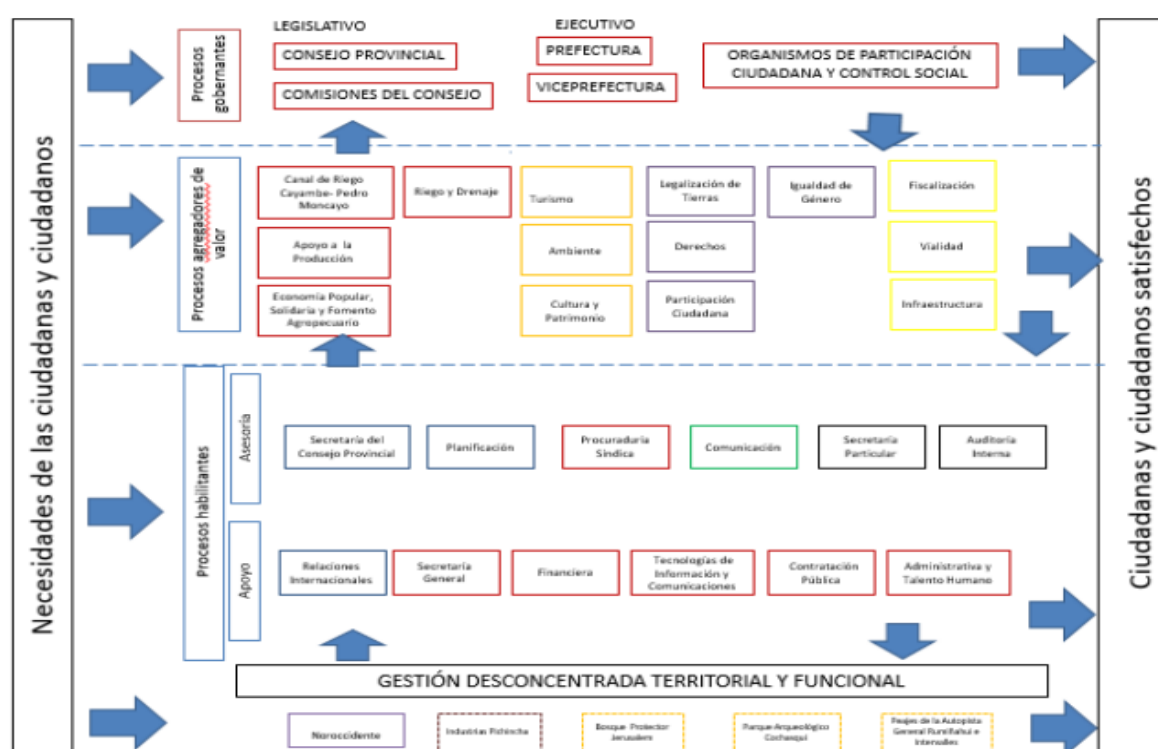 Necesidades de las ciudadanas y ciudadanos
Procesos
gobernantes
LEGISLATIVO
CONSEJO PROVINCIAL
COMISIONES DEL CONSEJO
EJECUTIVO
PREFECTURA
VICEPREFECTURA
ORGANISMOS DE PARTICIPACIÓN
CIUDADANA Y CONTROL SOCIAL
Procesos agregadores de
valor
Canal de Riego
Cayambe- Pedro
Moncayo
Riego y Drenaje
Turismo
Legalización de
Tierras
Igualdad de
Género
Fiscalización
Apoyo a la
Producción
Ambiente
Derechos
Vialidad
Economía Popular,
Solidaria y Fomento
Agropecuario
Cultura y
Patrimonio
Participación
Ciudadana
Infraestructura
Procesos habilitantes
Asesoría
Secretaría del
Consejo Provincial
Planificación
Procuraduría
Síndica
Comunicación
Secretaría
Particular
Auditoría
Interna
Apoyo
Relaciones
Internacionales
Secretaría
General
Financiera
Tecnologías de
Información y
Comunicaciones
Contratación
Pública
Administrativa y
Talento Humano
GESTIÓN DESCONCENTRADA TERRITORIAL Y FUNCIONAL
Noroccidente
Industrias Pichincha
Bosque Protector
Jerusalem
Parque Arqueológico
Cochasquí
Peajes de la Autopista
General Rumiñahui e
Intervalles
Ciudadanas y ciudadanos satisfechos